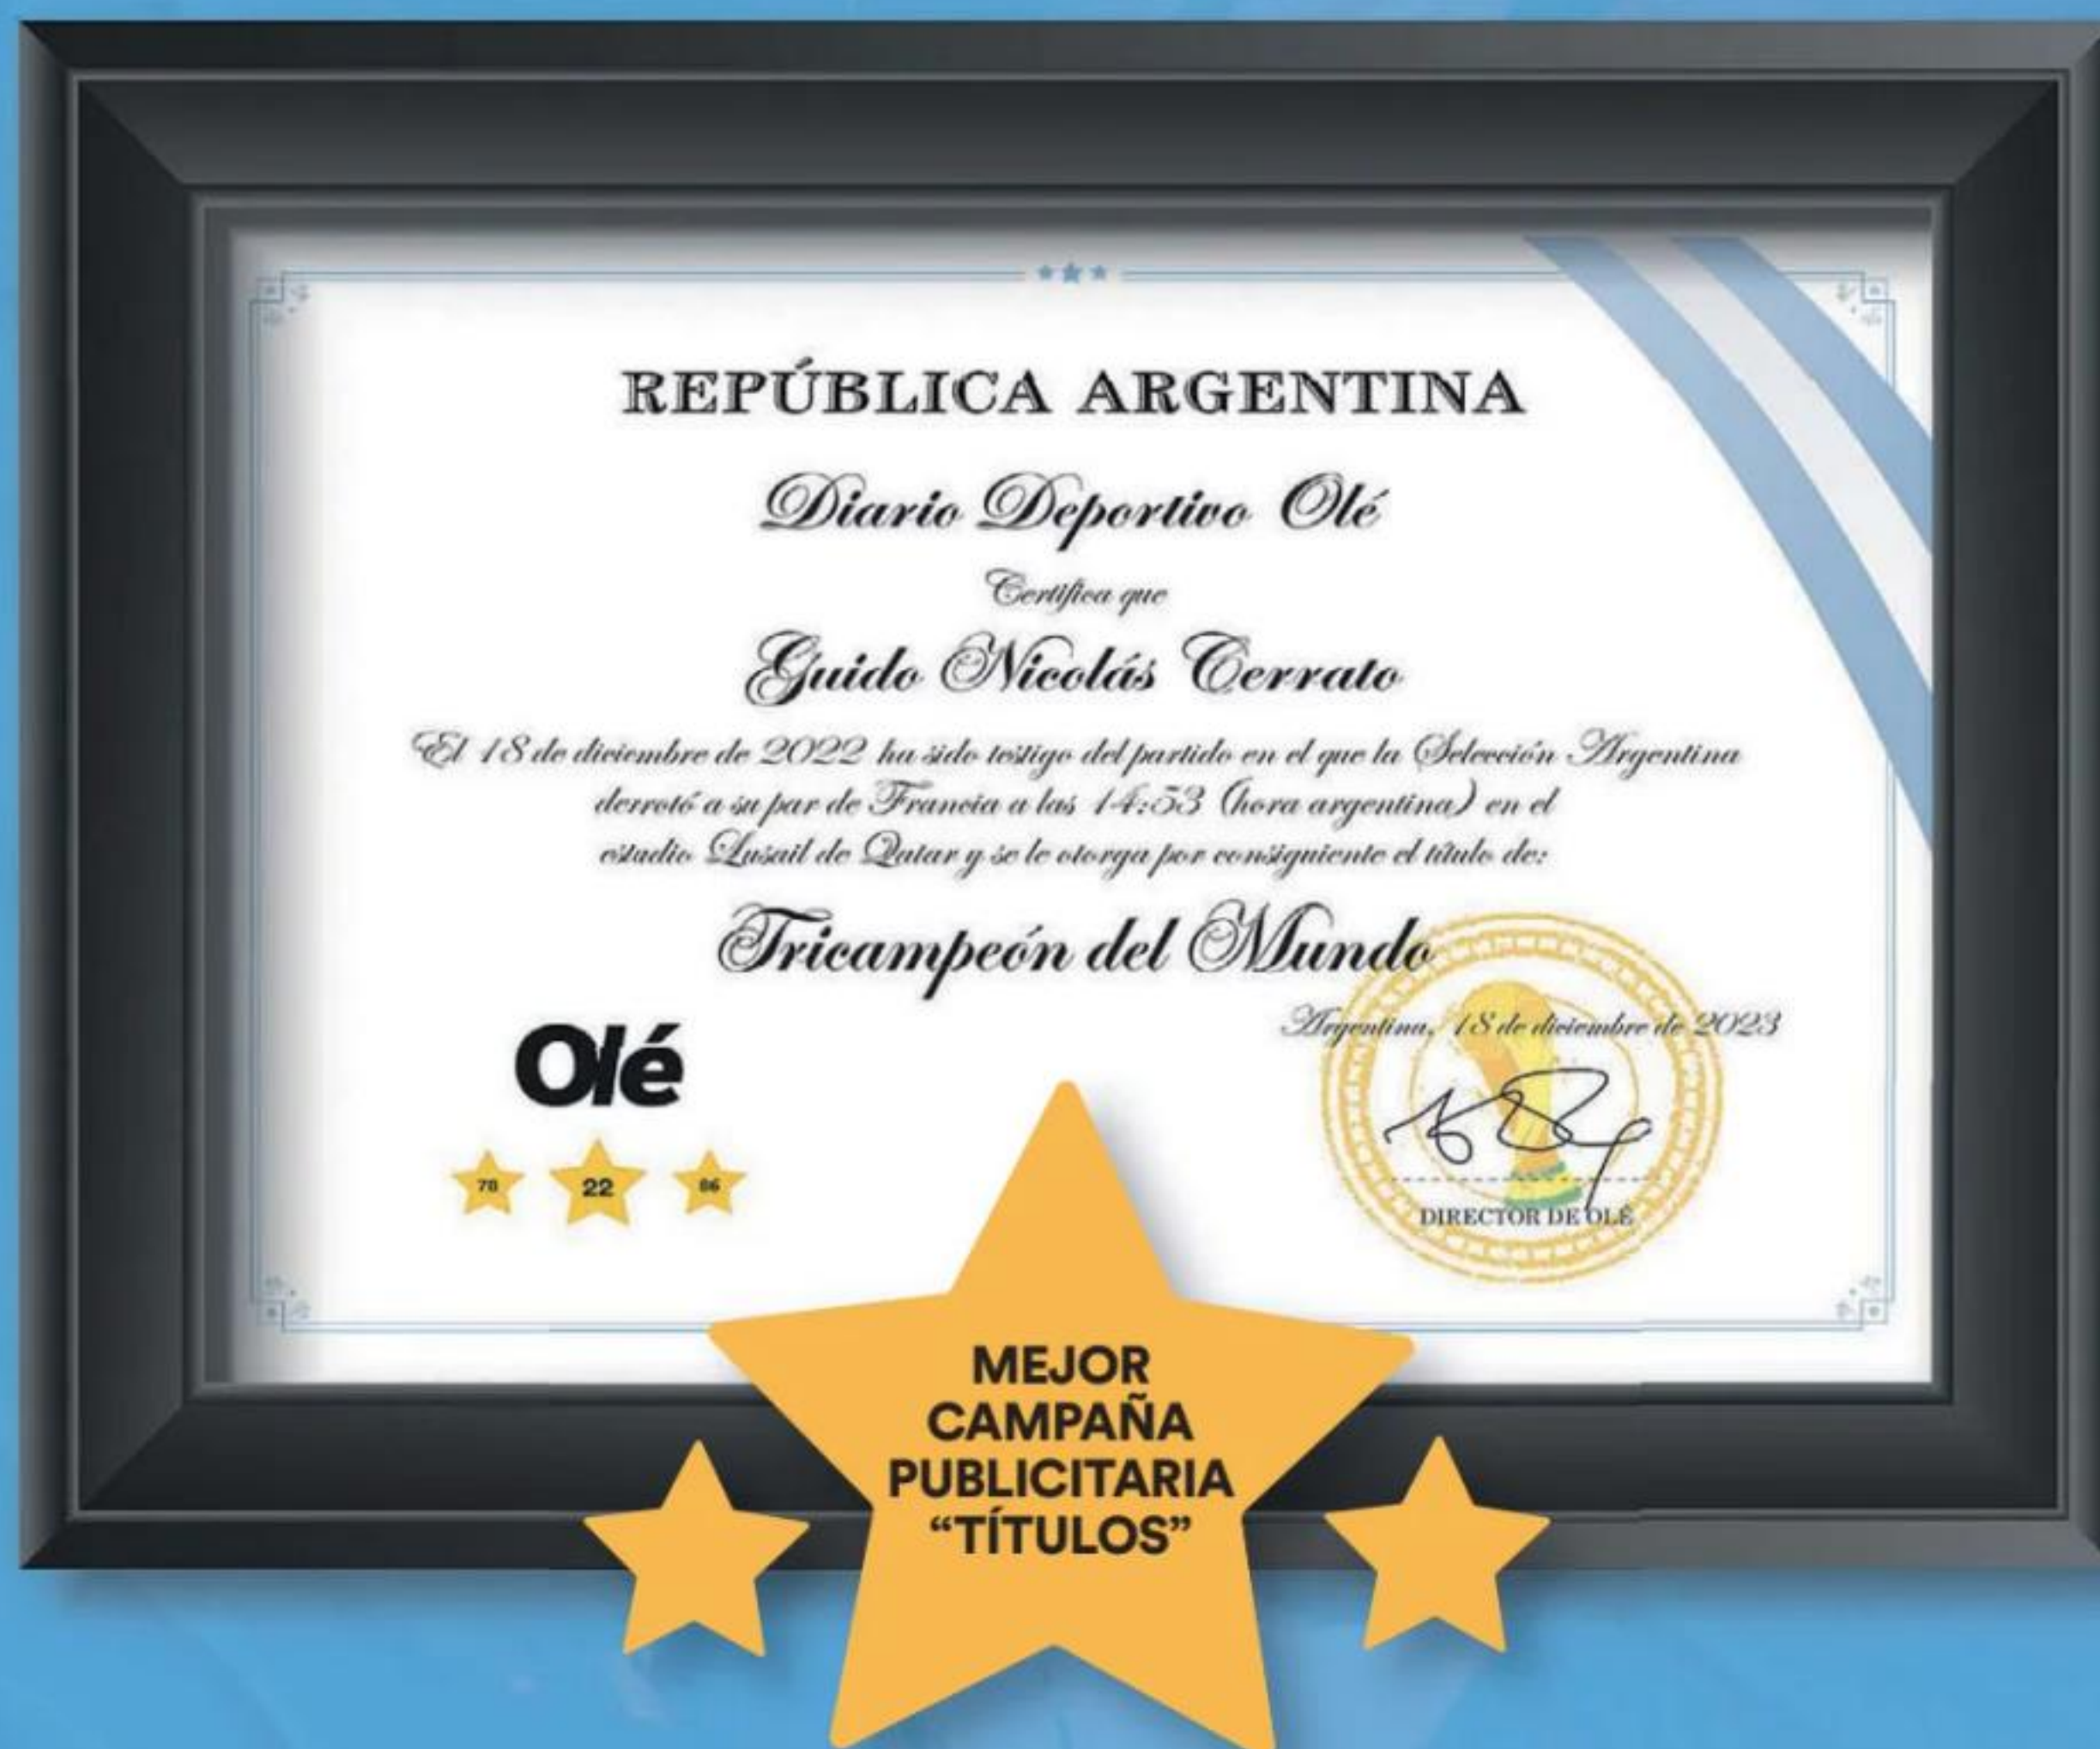 REPÚBLICA ARGENTINA
Diario Deportivo Olé
Certifica que
Guido Nicolás Cerrato
El 18 de diciembre de 2022 ha sido testigo del partido en el que la Selección Argentina
derrotó a su par de Francia a las 14:53 (hora argentina) en el
estadio Lusail de Qatar y se le otorga por consiguiente el título de:
Tricampeón del Mundo
Argentina, 18 de diciembre de 2023
Olé
78 22 86
DIRECTOR DE OLÉ
MEJOR
CAMPAÑA
PUBLICITARIA
“TÍTULOS”